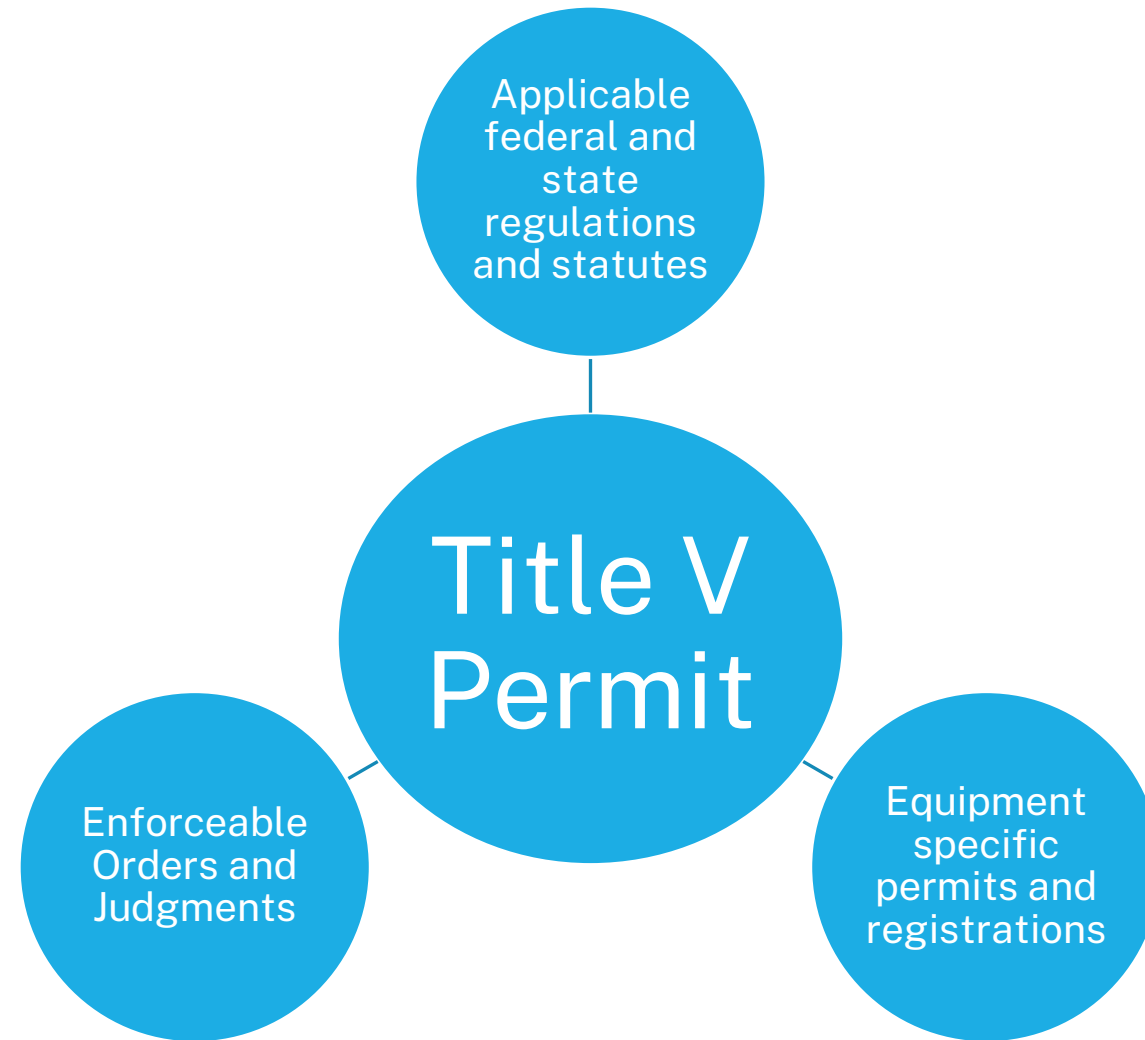 Applicable
federal and
state
regulations
and statutes
Title V
Permit
Enforceable
Orders and
Judgments
Equipment
specific
permits and
registrations